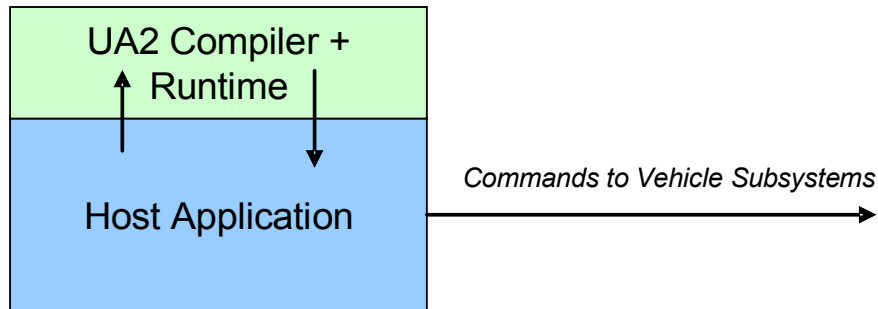 UA2 Compiler +
Runtime
Commands to Vehicle Subsystems
Host Application